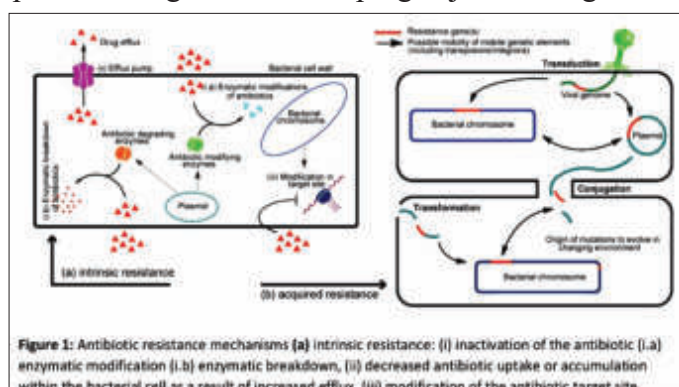 Drug efflux
(ii) Efflux pump
Bacterial cell wall
(i.a) Enzymatic modifications
of antibiotics
Bacterial
chromosome
Antibiotic degrading
enzymes
Antibiotic modifying
enzymes
(iii) Modification in
target site
(i.b) Enzymatic breakdown
of antibiotics
Plasmid
(a) intrinsic resistance
(b) acquired resistance
Resistance gene(s)
Possible mobility of mobile genetic elements
(including transposons/integrons)
Transduction
Viral genome
Bacterial chromosome
Plasmid
Conjugation
Transformation
Origin of mutations to evolve in
changing environment
Bacterial chromosome
Figure 1: Antibiotic resistance mechanisms (a) intrinsic resistance: (i) inactivation of the antibiotic (i.a)
enzymatic modification (i.b) enzymatic breakdown, (ii) decreased antibiotic uptake or accumulation
within the bacterial cell as a result of increased efflux, (iii) modification of the antibiotic target site